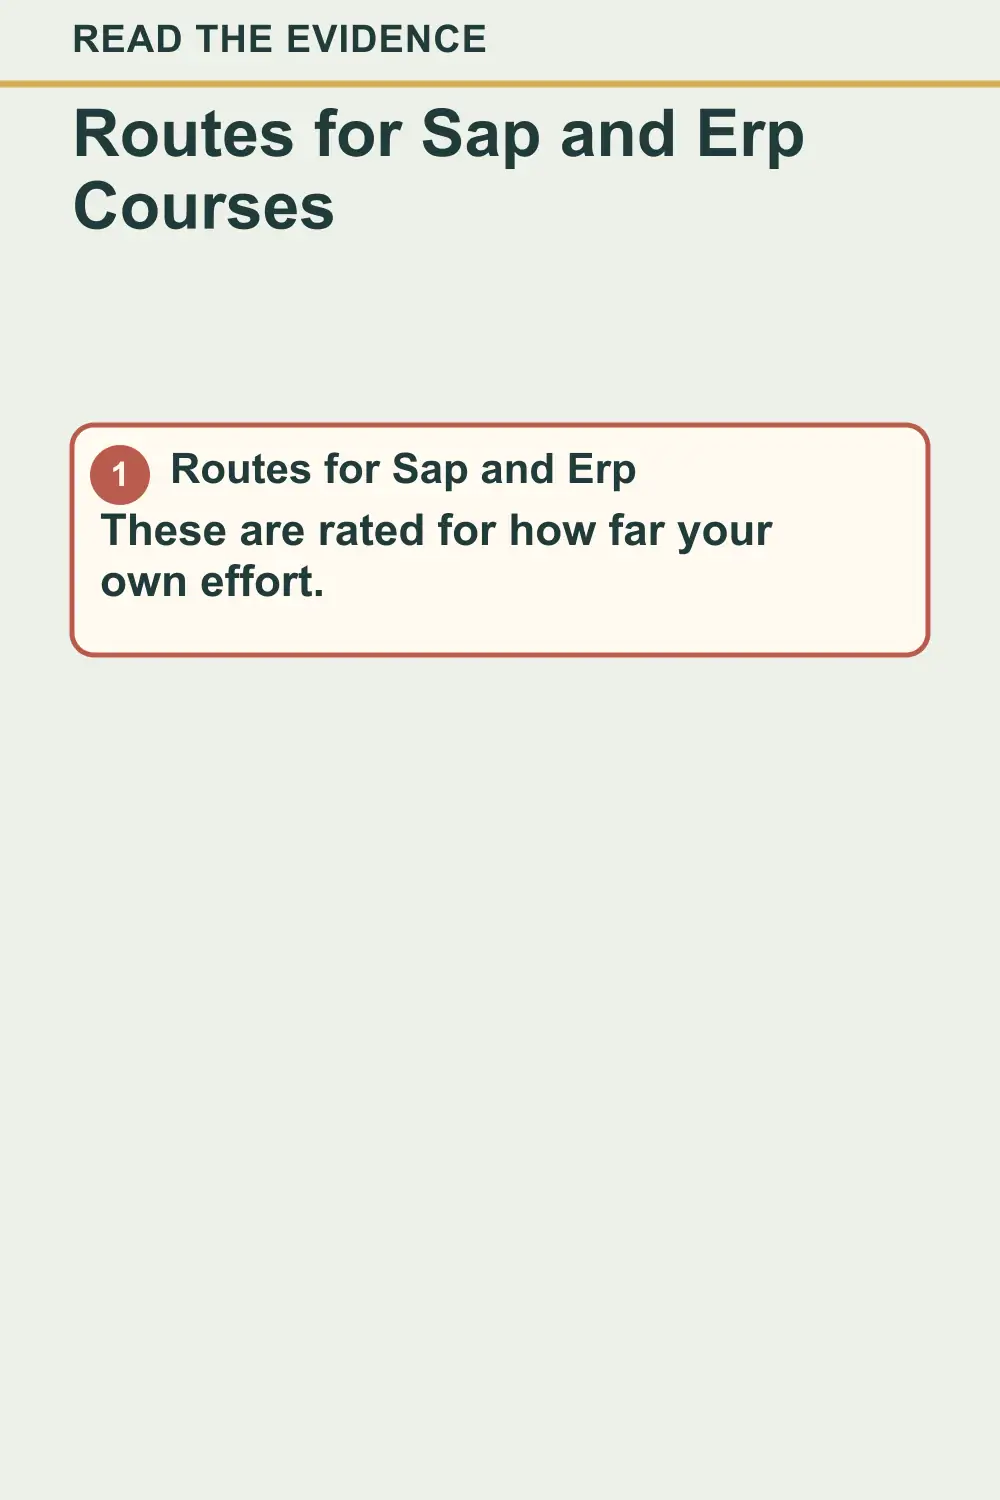 READ THE EVIDENCE
Routes for Sap and Erp
Courses
1 Routes for Sap and Erp
These are rated for how far your
own effort.